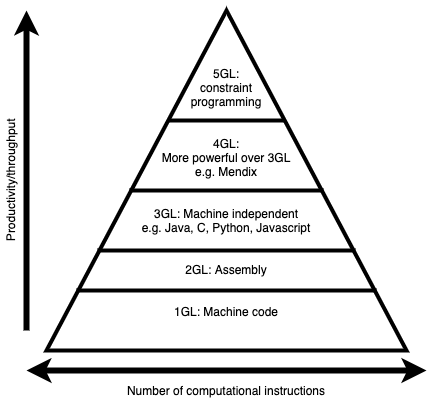 5GL:
constraint
programming
4GL:
More powerful over 3GL
e.g. Mendix
3GL: Machine independent
e.g. Java, C, Python, Javascript
2GL: Assembly
1GL: Machine code
Productivity/throughput
Number of computational instructions